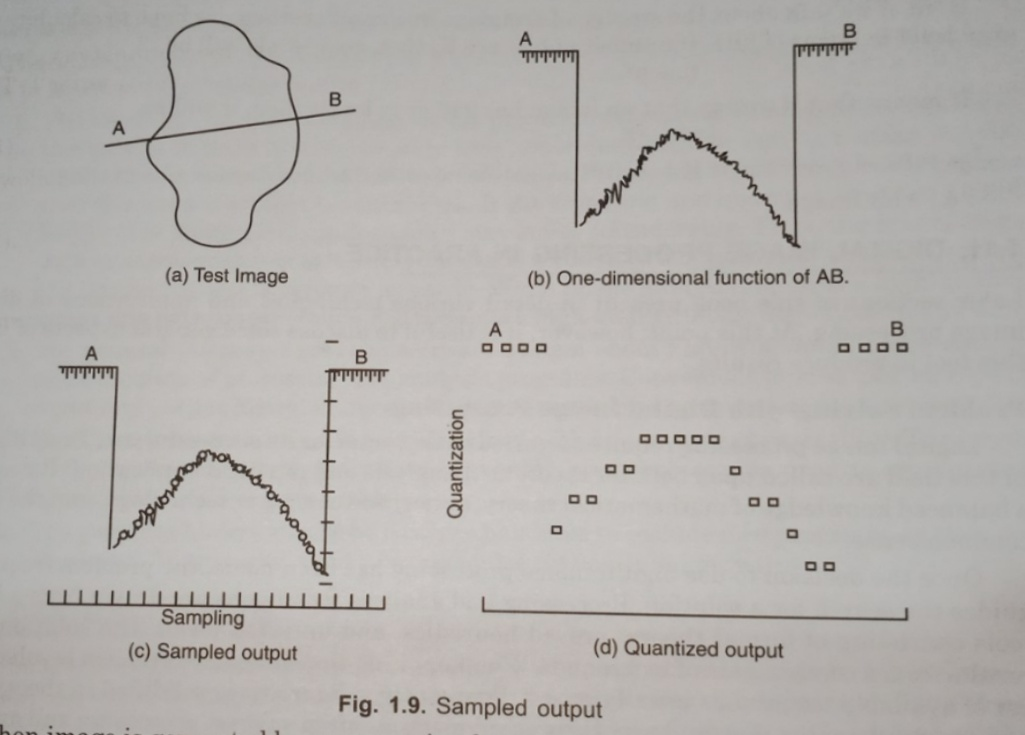 A
B
(a) Test Image
A
B
(b) One-dimensional function of AB.
A
B
Sampling
(c) Sampled output
A
B
Quantization
(d) Quantized output
Fig. 1.9. Sampled output